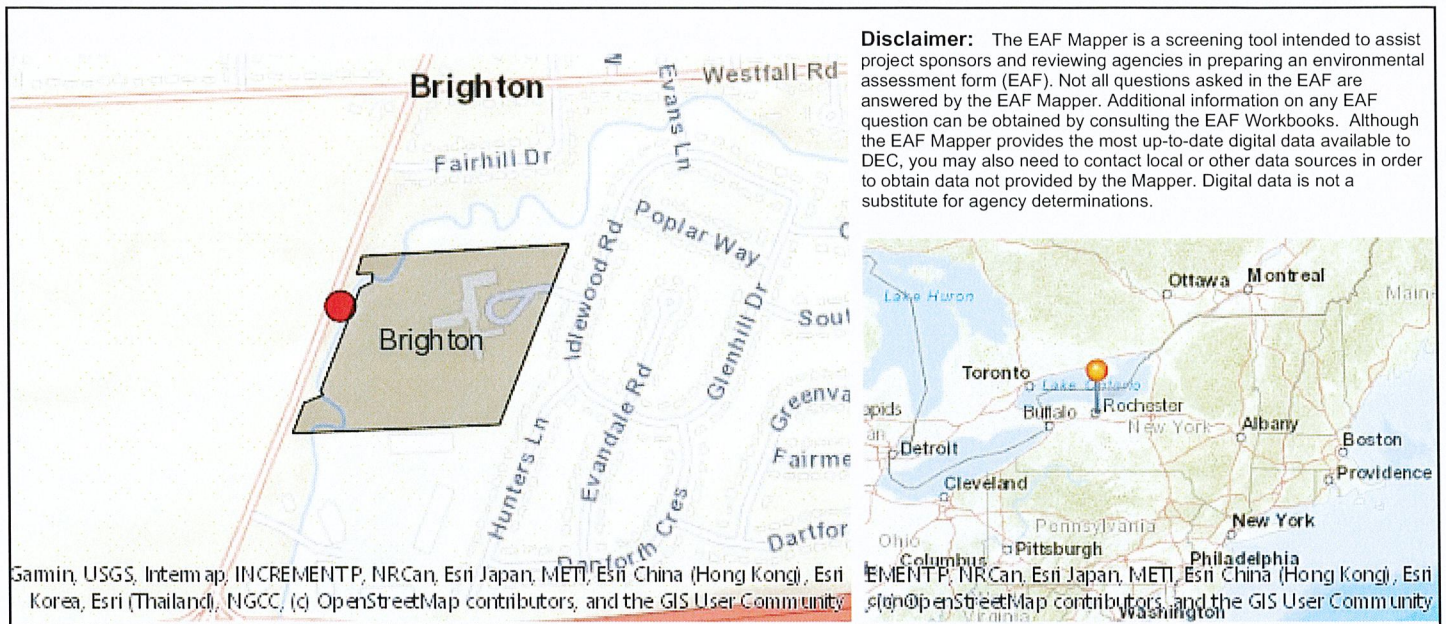 Brighton
Westfall Rd
Evans Ln
Fairhill Dr
Poplar Way
Idlewood Rd
Brighton
Glenhill Dr
Sout
Evandale Rd
Greenva
Hunters Ln
Fairme
Danforth Cres
Dartfor
Garmin, USGS, Intermap, INCREMENT P, NRCan, Esri Japan, METI, Esri China (Hong Kong), Esri
Korea, Esri (Thailand), NGCC, (c) OpenStreetMap contributors, and the GIS User Community
Disclaimer: The EAF Mapper is a screening tool intended to assist
project sponsors and reviewing agencies in preparing an environmental
assessment form (EAF). Not all questions asked in the EAF are
answered by the EAF Mapper. Additional information on any EAF
question can be obtained by consulting the EAF Workbooks. Although
the EAF Mapper provides the most up-to-date digital data available to
DEC, you may also need to contact local or other data sources in order
to obtain data not provided by the Mapper. Digital data is not a
substitute for agency determinations.
Ottawa
Montreal
Lake Huron
Main
Toronto
Lake Ontario
apids
Buffalo
Rochester
an
New York
Albany
Detroit
Boston
Providence
Cleveland
New York
Pennsylvania
Ohio
Pittsburgh
Columbus
Philadelphia
EMENT P, NRCan, Esri Japan, METI, Esri China (Hong Kong), Esri
OpenStreetMap contributors, and the GIS User Community
Washington
Virginia